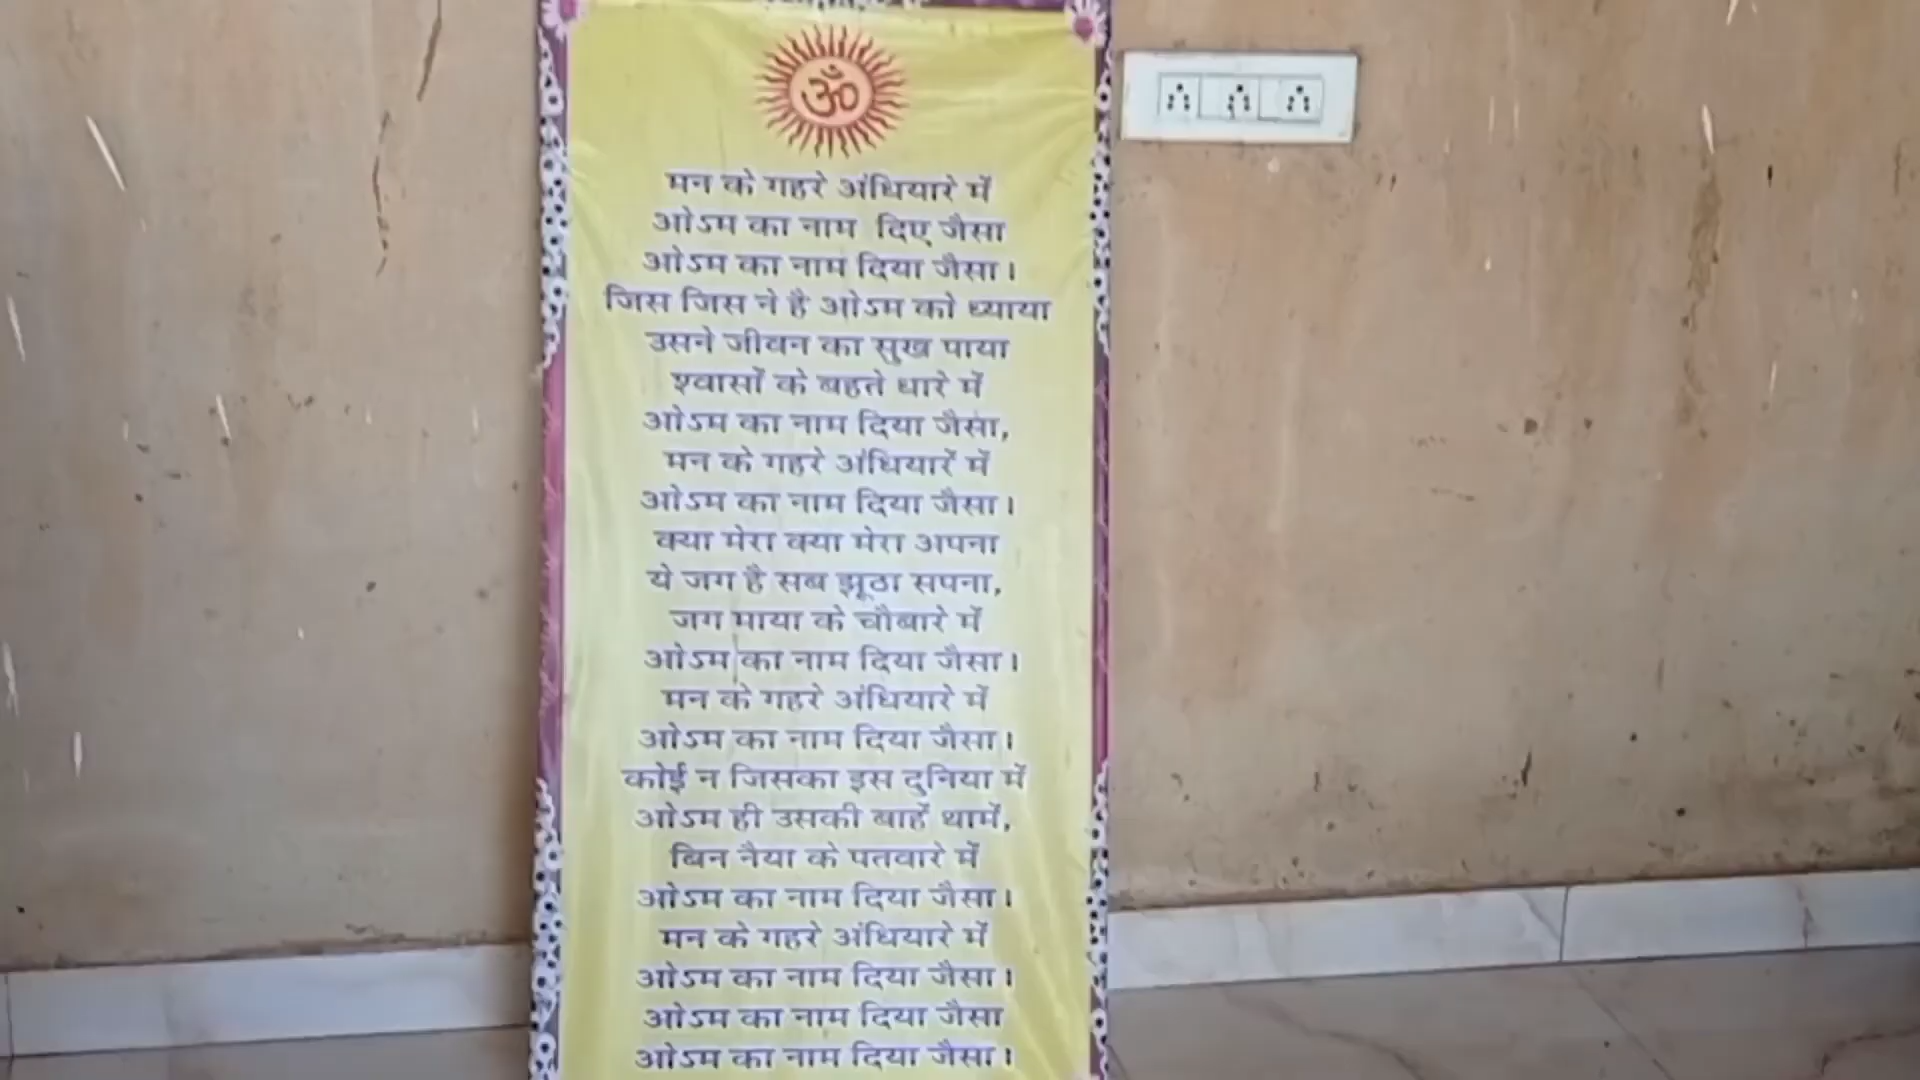 ॐ
मन के गहरे अंधियारे में
ओऽम का नाम दिए जैसा
ओऽम का नाम दिया जैसा।
जिस जिस ने है ओऽम को ध्याया
उसने जीवन का सुख पाया
श्वासों के बहते धारे में
ओऽम का नाम दिया जैसा,
मन के गहरे अंधियारें में
ओऽम का नाम दिया जैसा।
क्या मेरा क्या मेरा अपना
ये जग है सब झूठा सपना,
जग माया के चौबारे में
ओऽम का नाम दिया जैसा।
मन के गहरे अंधियारे में
ओऽम का नाम दिया जैसा।
कोई न जिसका इस दुनिया में
ओऽम ही उसकी बाहें थामें,
बिन नैया के पतवारे में
ओऽम का नाम दिया जैसा।
मन के गहरे अंधियारे में
ओऽम का नाम दिया जैसा।
ओऽम का नाम दिया जैसा
ओऽम का नाम दिया जैसा।